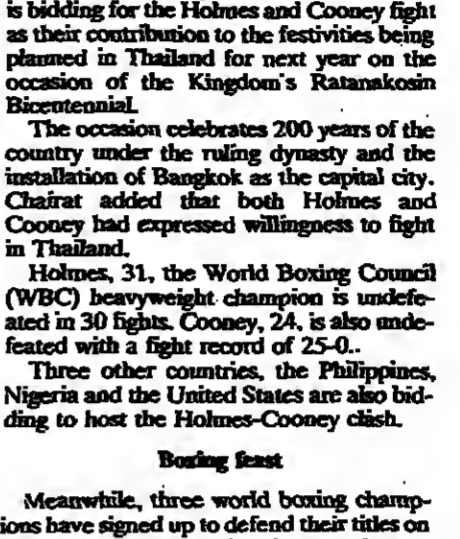 is bidding for the Holmes and Cooney fight
as their contribution to the festivities being
planned in Thailand for next year on the
occasion of the Kingdom's Ratanakosin
Bicentennial.
The occasion celebrates 200 years of the
country under the ruling dynasty and the
installation of Bangkok as the capital city.
Chairat added that both Holmes and
Cooney had expressed willingness to fight
in Thailand.
Holmes, 31, the World Boxing Council
(WBC) heavyweight champion is undefe-
ated in 30 fights. Cooney, 24, is also unde-
feated with a fight record of 25-0..
Three other countries, the Philippines,
Nigeria and the United States are also bid-
ding to host the Holmes-Cooney clash.
Boxing feast
Meanwhile, three world boxing champ-
ions have signed up to defend their titles on